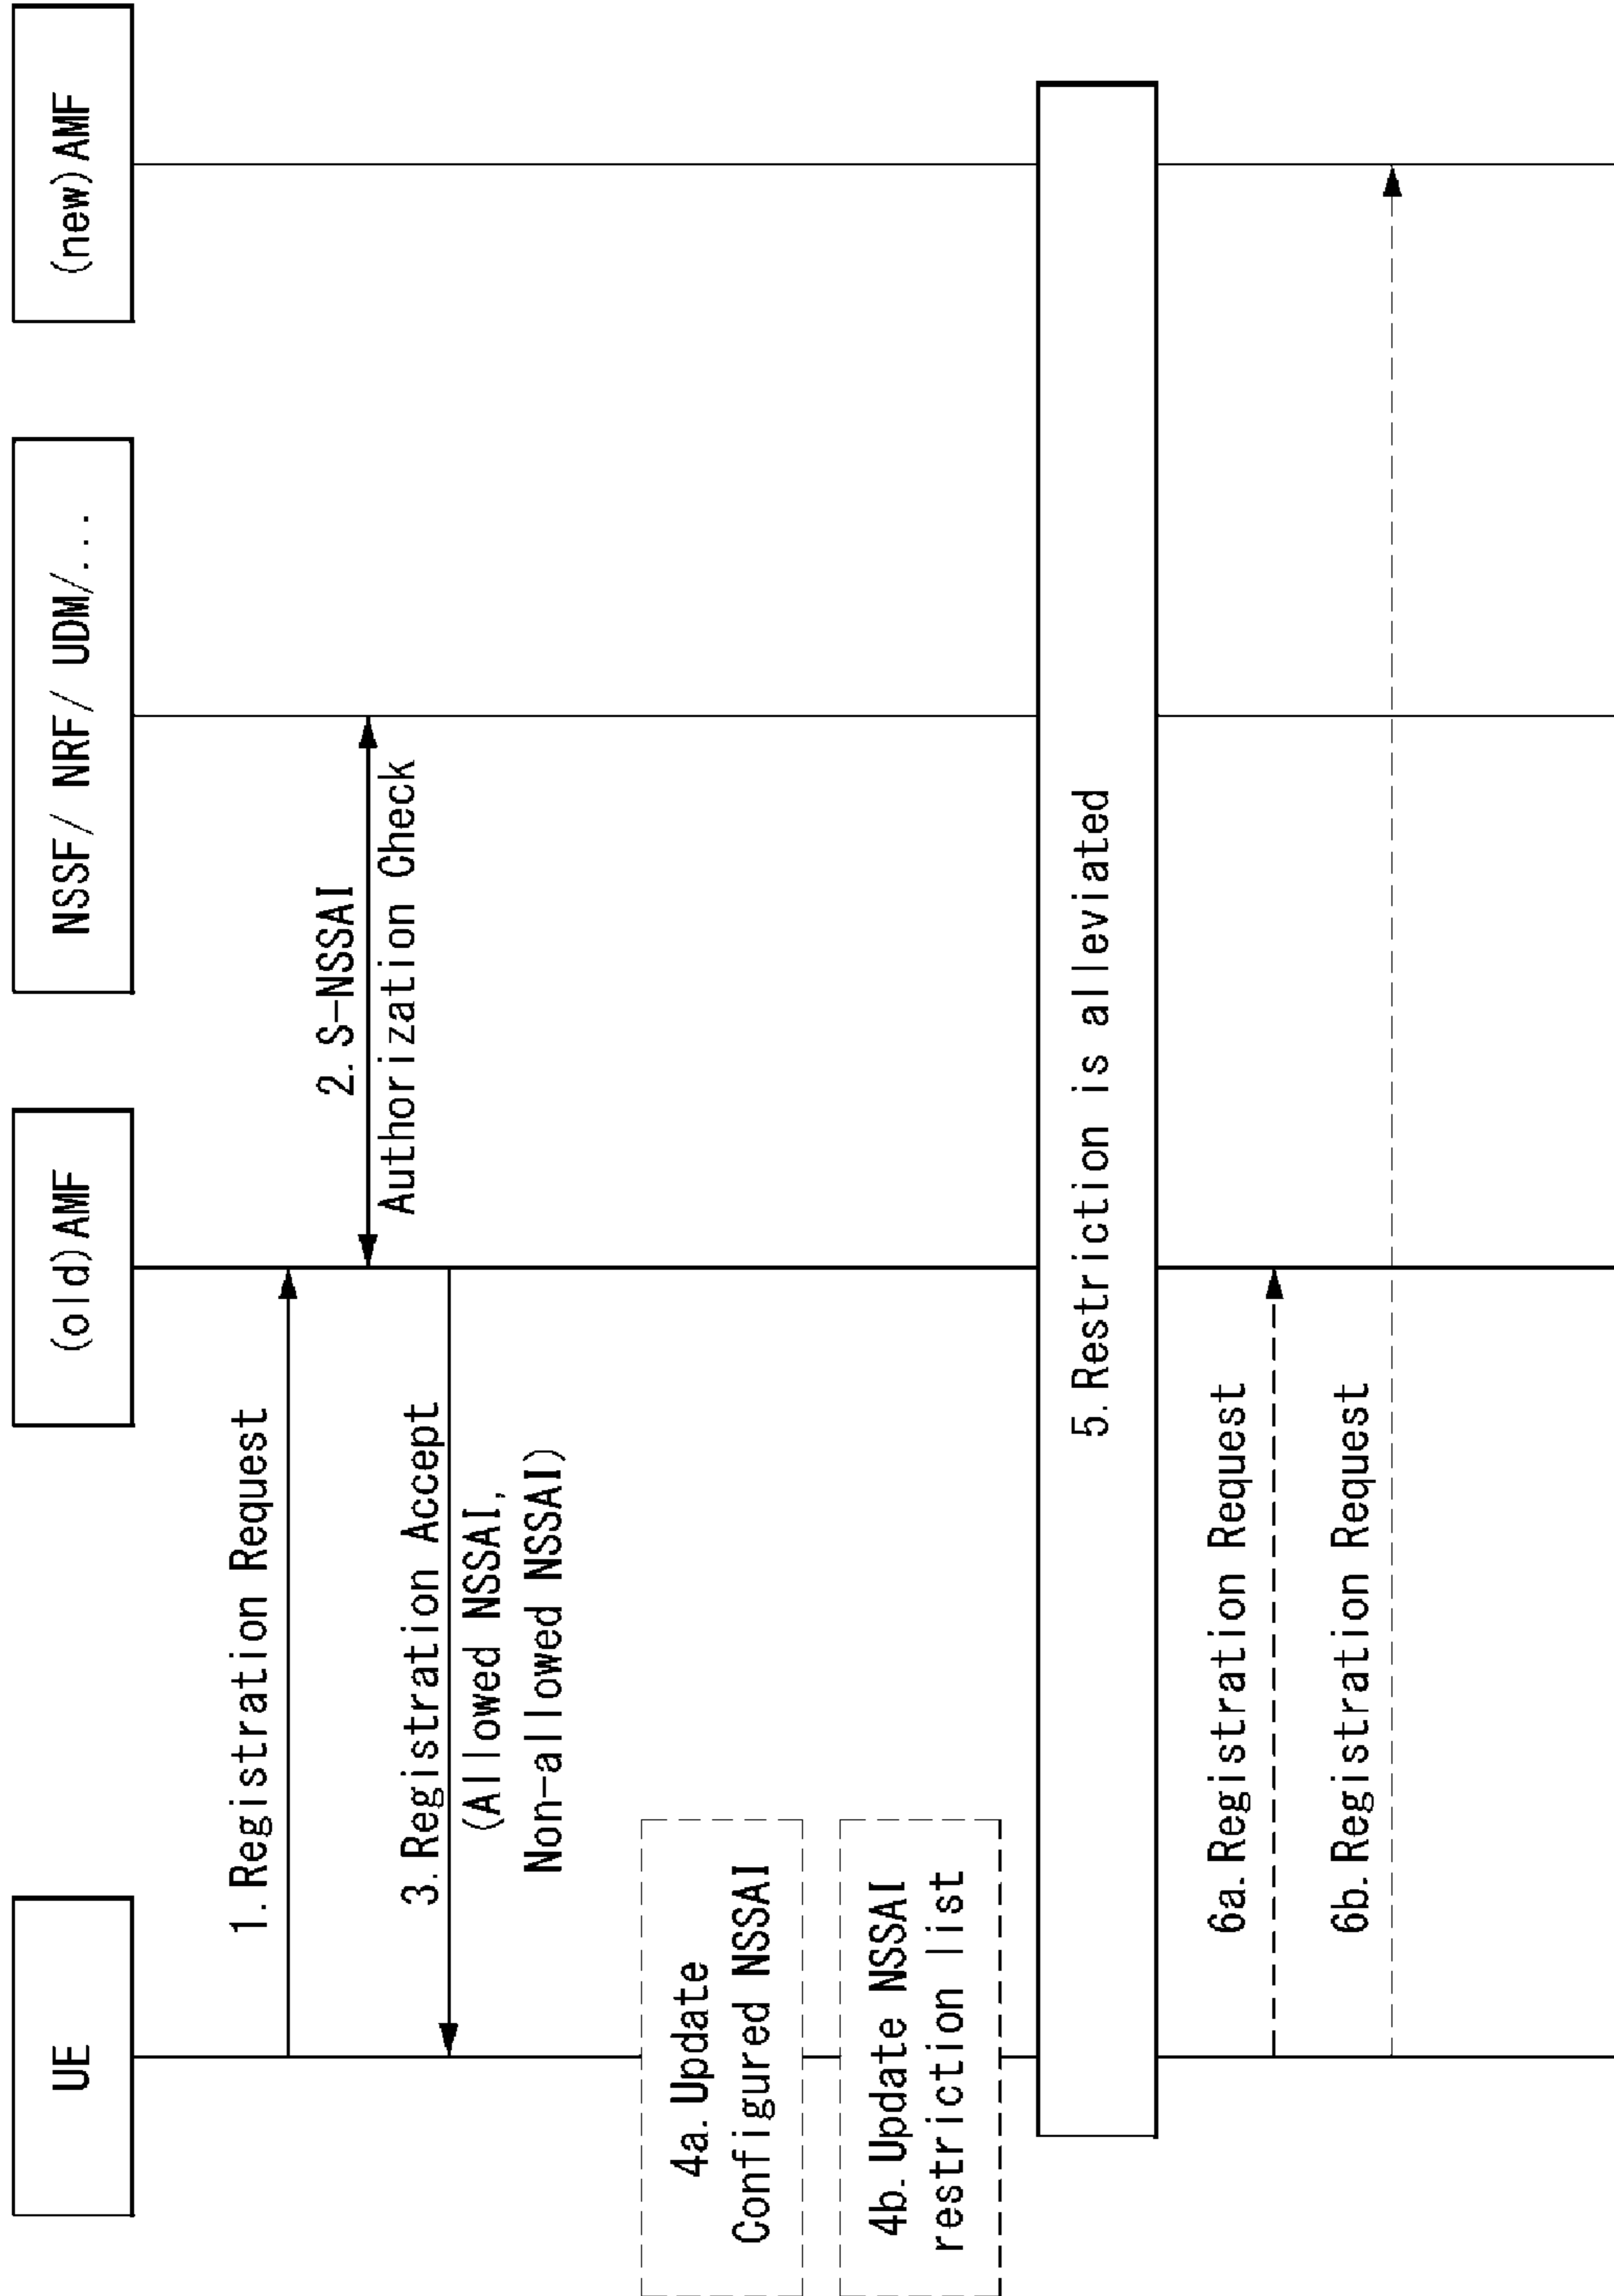 UE
(old)AMF
NSSF/ NRF/ UDM/...
(new)AMF
1.Registration Request
2.S-NSSAI
Authorization Check
3.Registration Accept
(Allowed NSSAI,
Non-allowed NSSAI)
4a.Update
Configured NSSAI
4b.Update NSSAI
restriction list
5.Restriction is alleviated
6a.Registration Request
6b.Registration Request